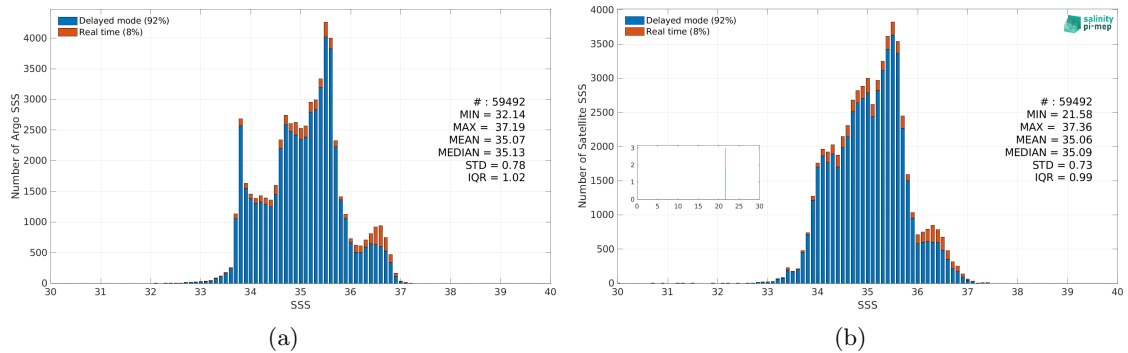 Delayed mode (92%)
Real time (8%)
4500
4000
3500
3000
2500
2000
1500
1000
500
0
Number of Argo SSS
# : 59492
MIN = 32.14
MAX = 37.19
MEAN = 35.07
MEDIAN = 35.13
STD = 0.78
IQR = 1.02
30 31 32 33 34 35 36 37 38 39 40
SSS
(a)
Delayed mode (92%)
Real time (8%)
salinity
pi-mep
4000
3500
3000
2500
2000
1500
1000
500
0
Number of Satellite SSS
# : 59492
MIN = 21.58
MAX = 37.36
MEAN = 35.06
MEDIAN = 35.09
STD = 0.73
IQR = 0.99
3
2
1
0
0 5 10 15 20 25 30
30 31 32 33 34 35 36 37 38 39 40
SSS
(b)